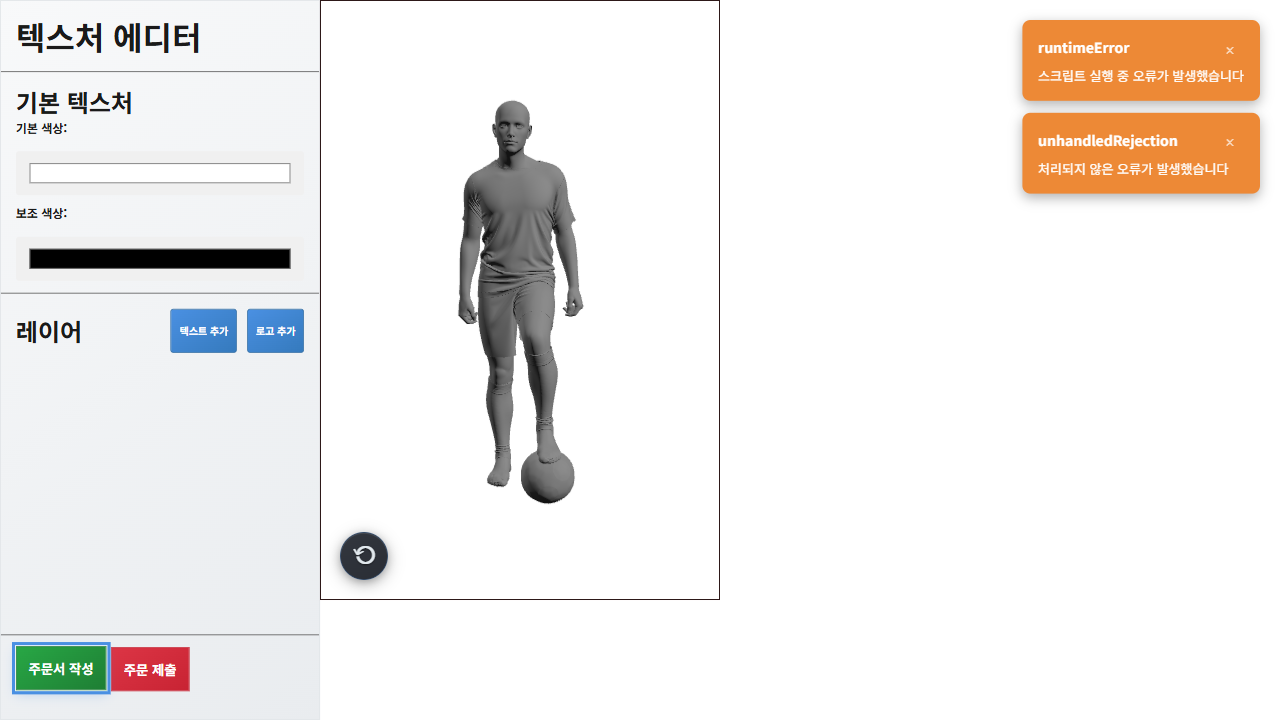 텍스처 에디터
기본 텍스처
기본 색상:
보조 색상:
레이어
텍스트 추가
로고 추가
주문서 작성
주문 제출
runtimeError
×
스크립트 실행 중 오류가 발생했습니다
unhandledRejection
×
처리되지 않은 오류가 발생했습니다